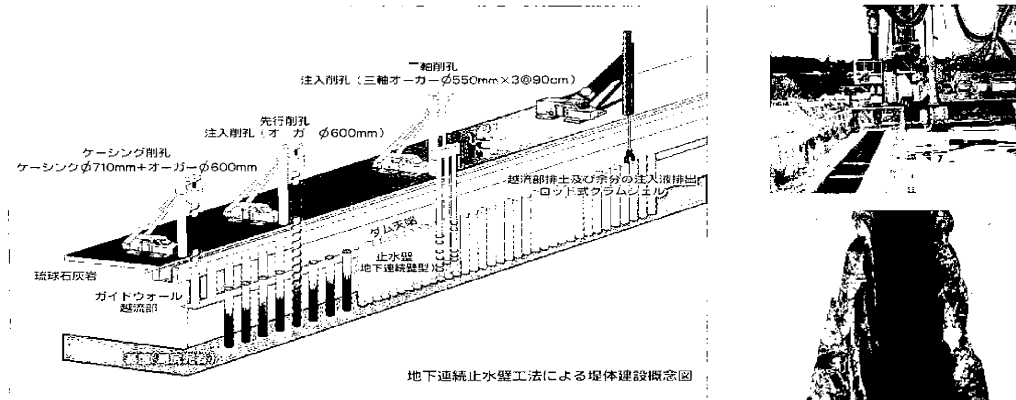 三軸削孔
注入削孔(三軸オーガーφ550mm×3@90cm)
先行削孔
注入削孔(オーガーφ600mm)
ケーシング削孔
ケーシングφ710mm+オーガーφ600mm
越流部排土及び余分の注入液排出
ロッド式クラムシェル
ダム天端
止水壁
地下連続壁型
琉球石灰岩
ガイドウォール
越流部
地下連続止水壁工法による堤体建設概念図